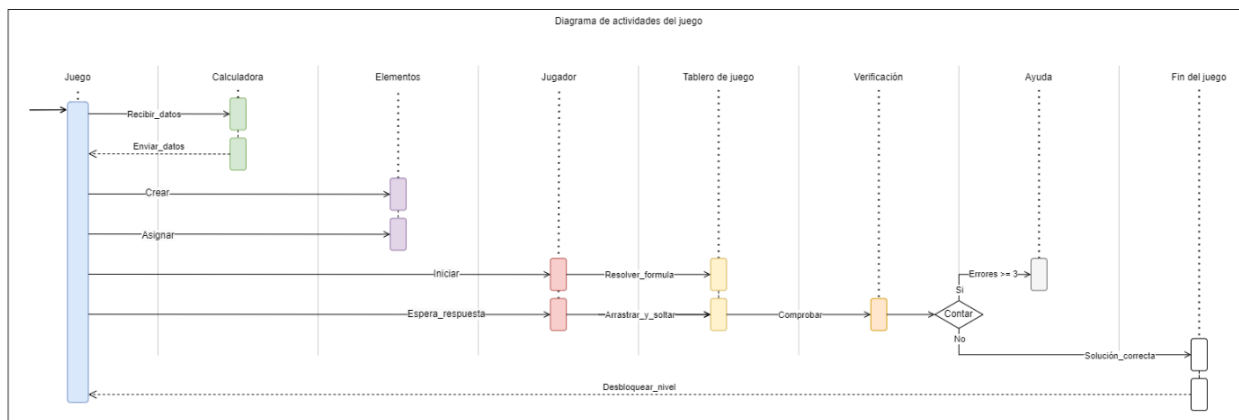 Diagrama de actividades del juego
Juego
Calculadora
Elementos
Jugador
Tablero de juego
Verificación
Ayuda
Fin del juego
Recibir_datos
Enviar_datos
Crear
Asignar
Iniciar
Resolver_formula
Errores >= 3
Si
Espera_respuesta
Arrastrar_y_soltar
Comprobar
Contar
No
Solución_correcta
Desbloquear_nivel